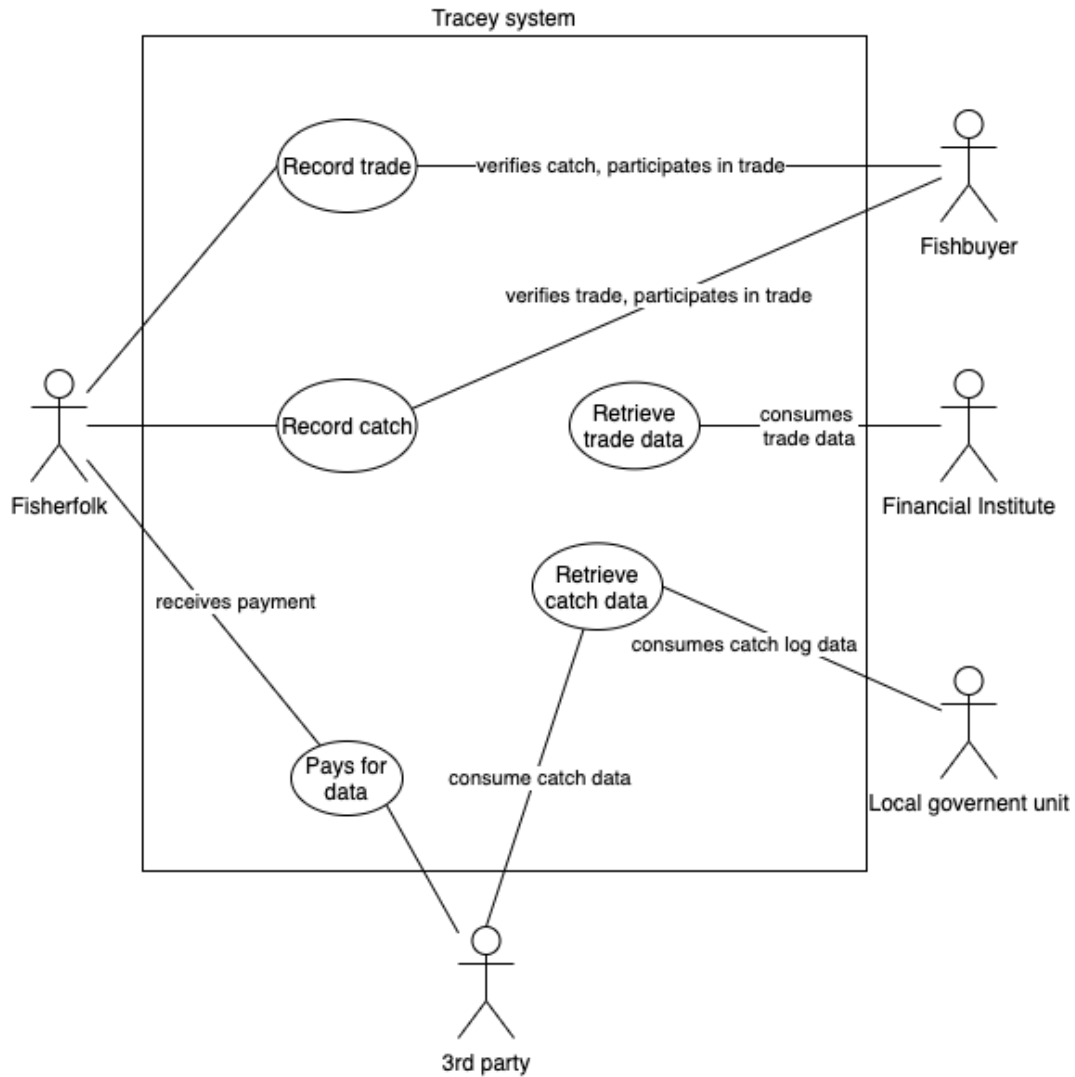 Tracey system
Record trade
verifies catch, participates in trade
Fishbuyer
verifies trade, participates in trade
Record catch
Retrieve
trade data
consumes
trade data
Fisherfolk
Financial Institute
Retrieve
catch data
receives payment
consumes catch log data
Pays for
data
consume catch data
Local governent unit
3rd party